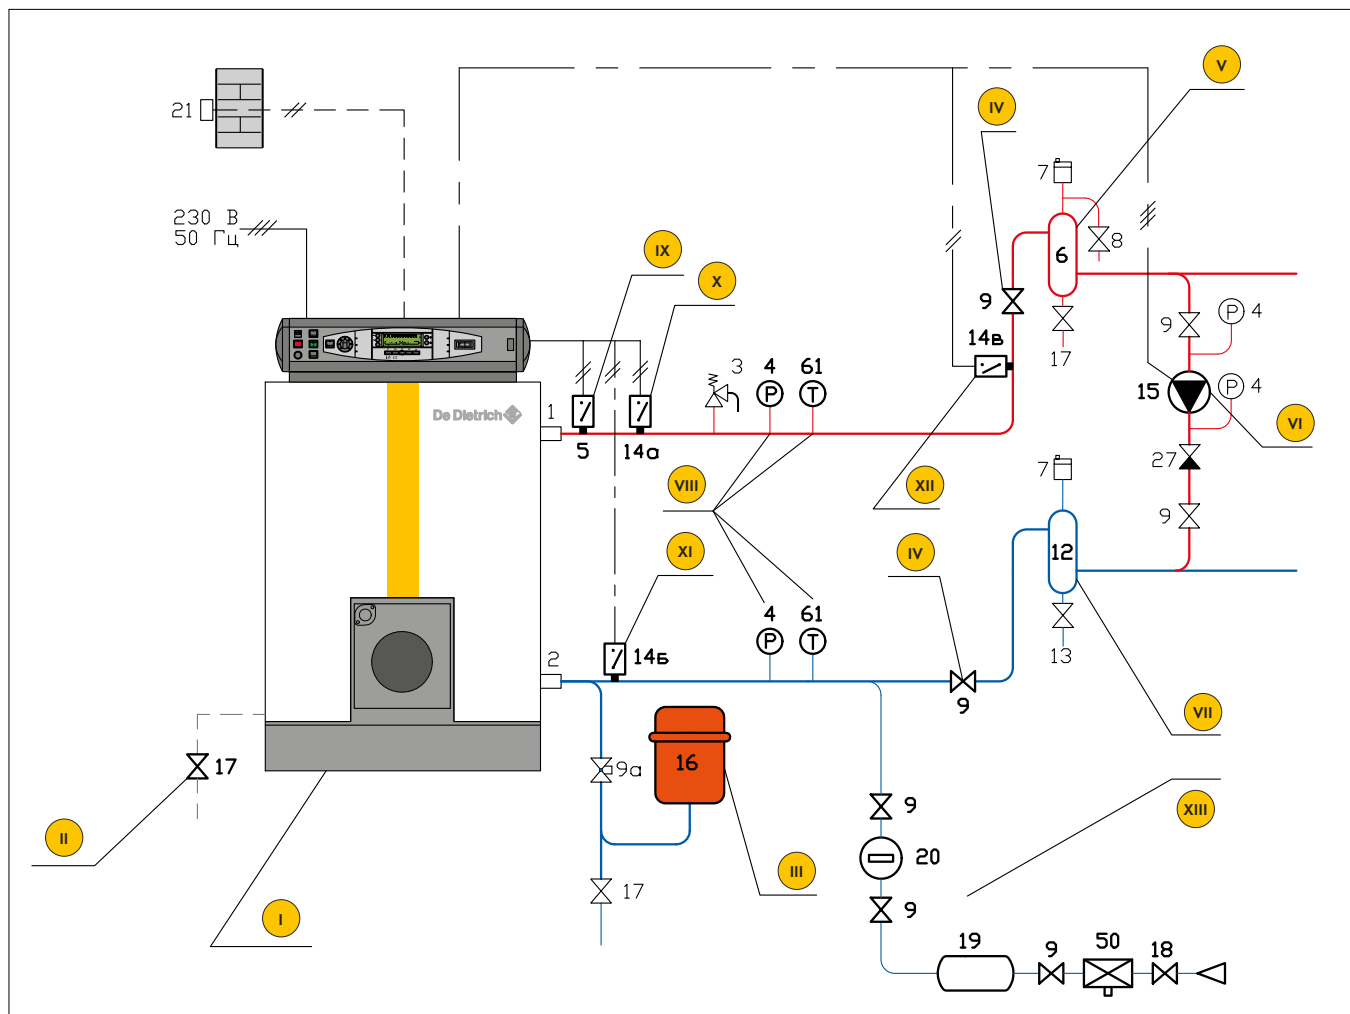 V
IV
21
7
230 В
50 Гц
8
IX
6
X
9
4
P
9
14в
17
3
4
61
15
P
4
P
T
De Dietrich
1
VI
5
14а
27
7
VIII
XII
9
12
XI
IV
4
61
P
T
13
2
14Б
9
VII
17
9а
16
9
XIII
II
20
III
17
9
I
19
9
50
18